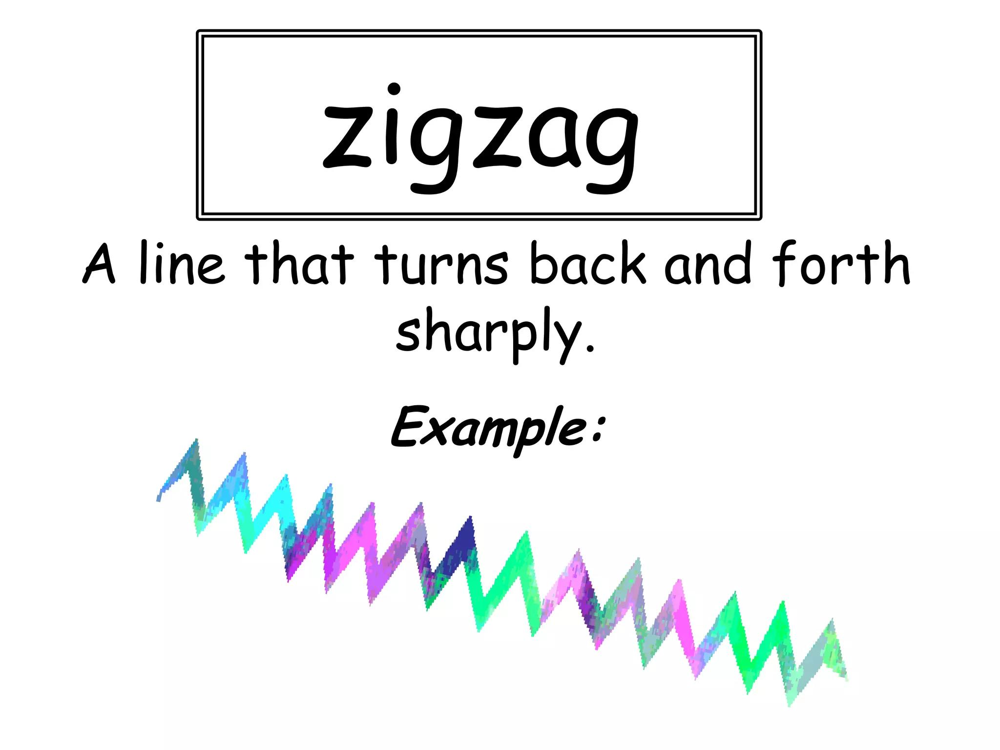 zigzag
A line that turns back and forth
sharply.
Example: